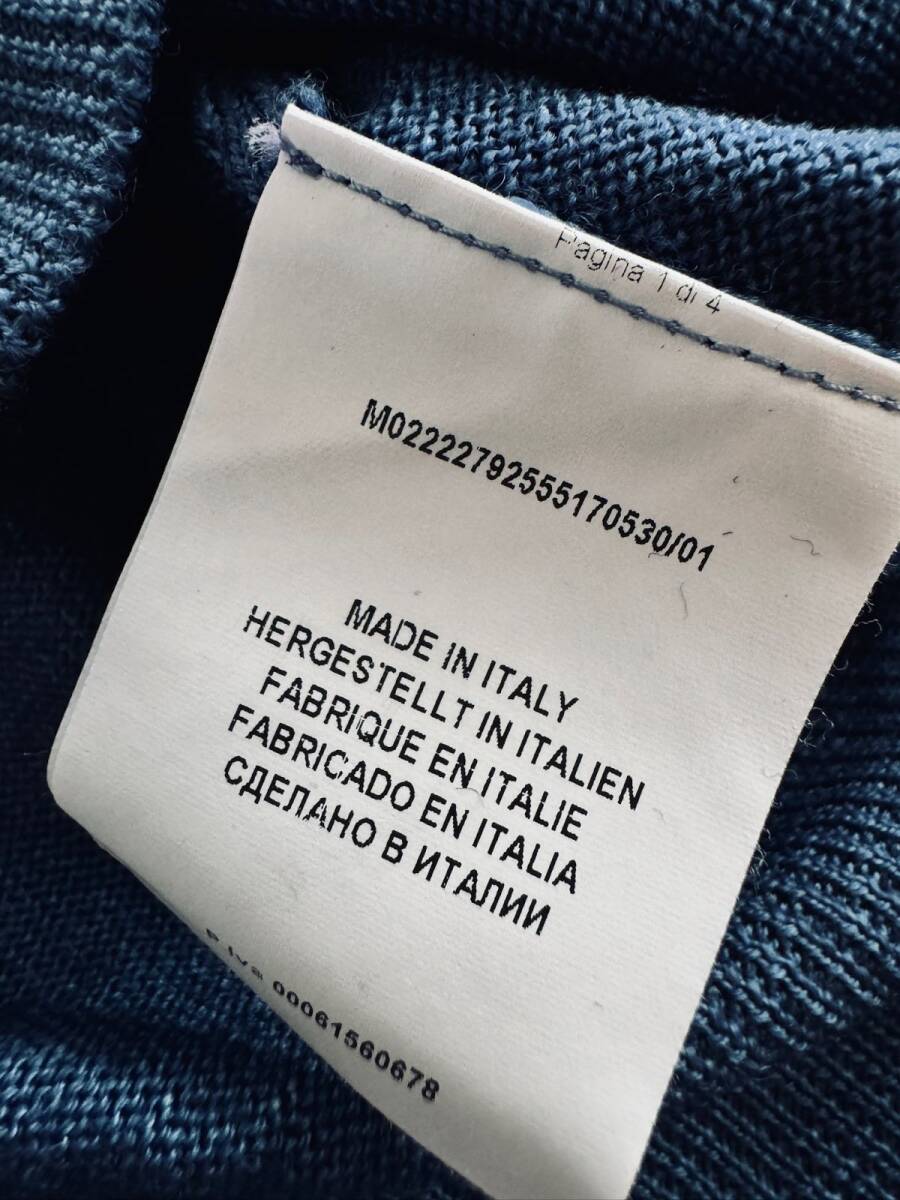 Pagina 1 di 4
M02222792555170530/01
MADE IN ITALY
HERGESTELLT IN ITALIEN
FABRIQUE EN ITALIE
FABRICADO EN ITALIA
СДЕЛАНО В ИТАЛИИ
P.Iva 00061560678